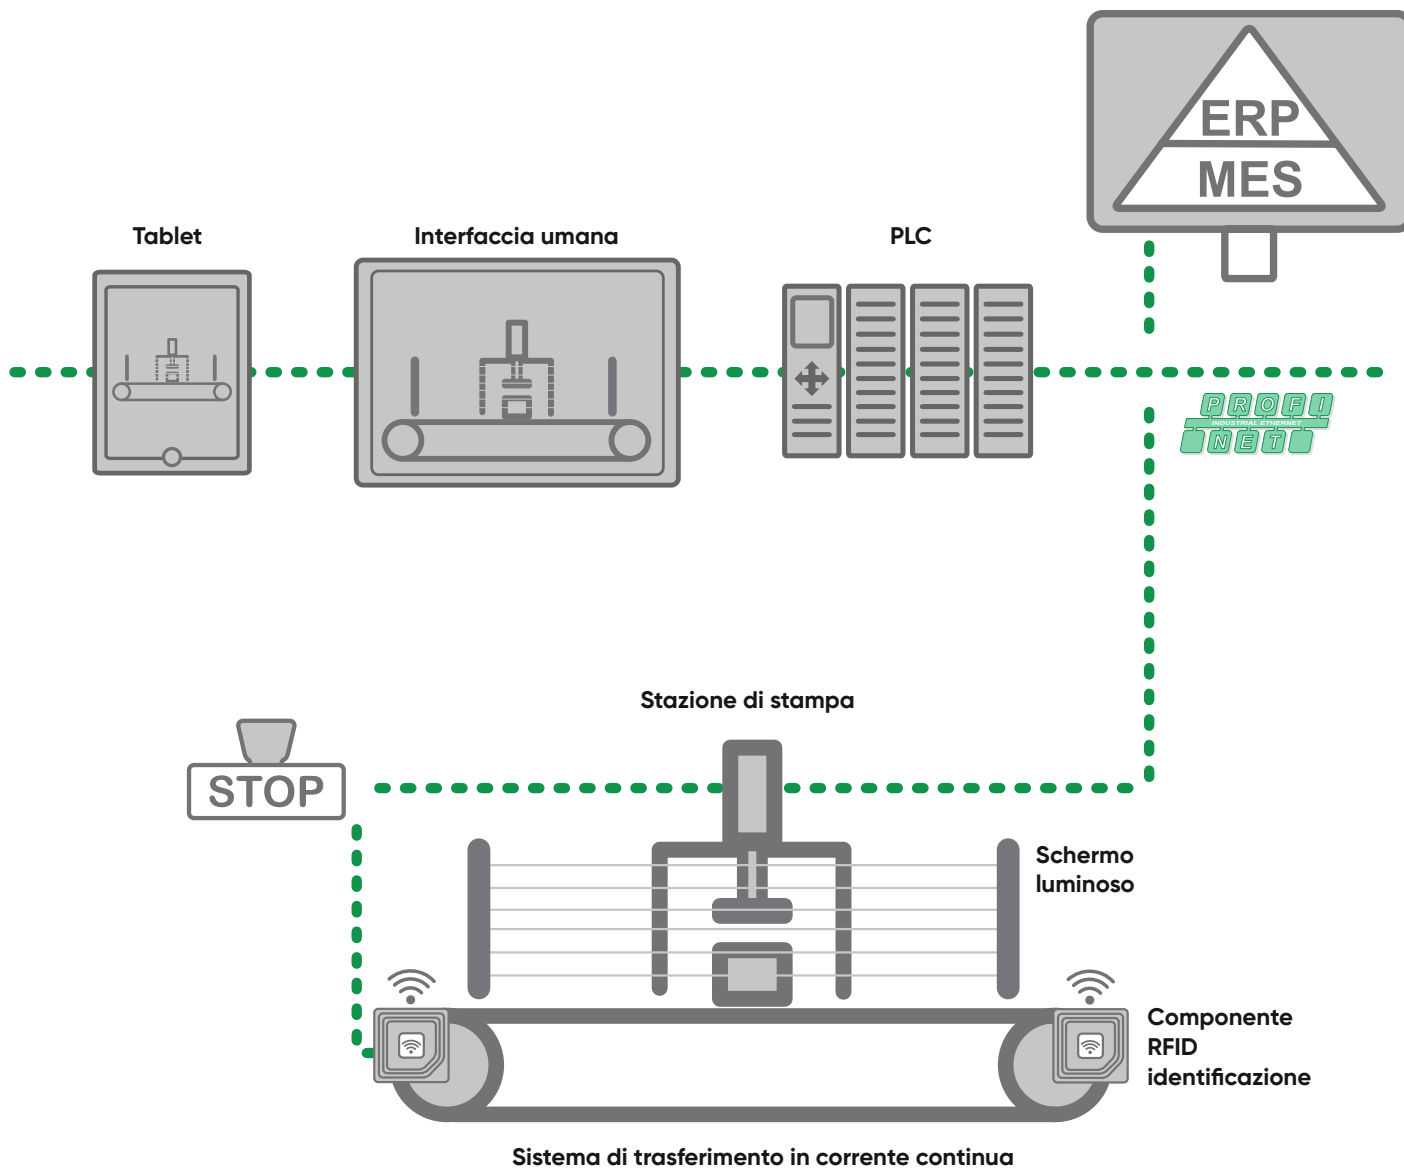 ERP
MES
Tablet
Interfaccia umana
PLC
PROFI
INDUSTRIAL ETHERNET
NET
Stazione di stampa
STOP
Schermo
luminoso
Componente
RFID
identificazione
Sistema di trasferimento in corrente continua